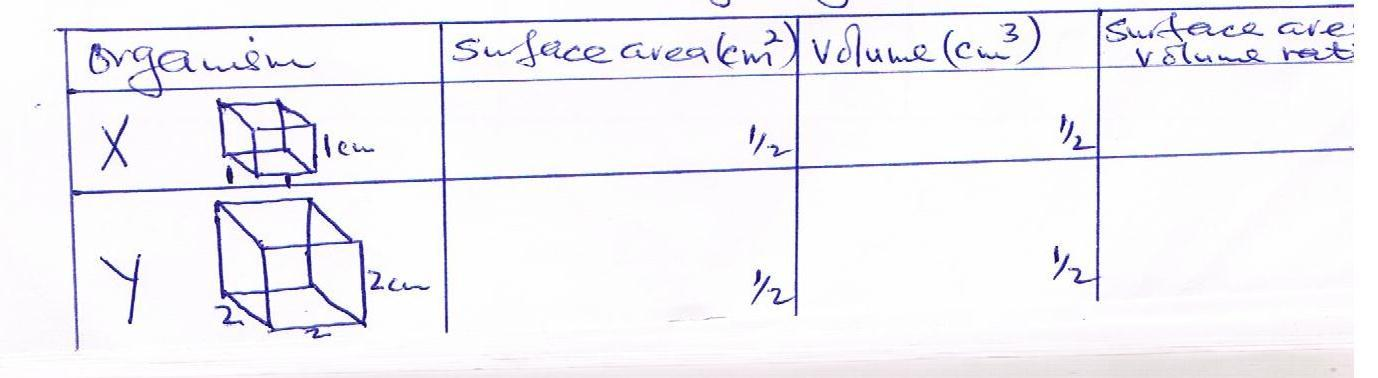 Organism Surface area (cm²) Volume (cm³) Surface are
volume rati
X 1cm 1/2 1/2
1 1
Y 2cm 1/2 1/2
2 2